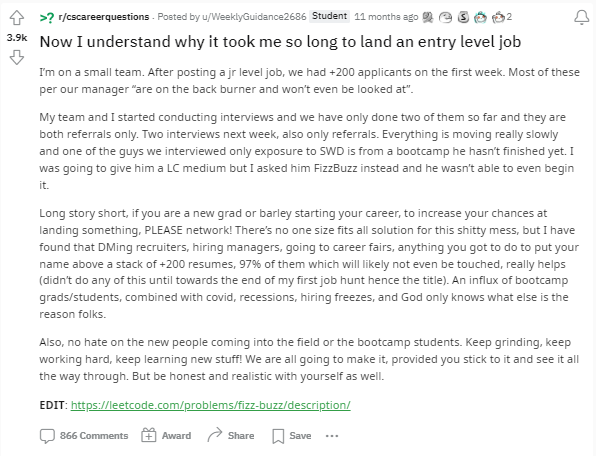 r/cscareerquestions · Posted by u/WeeklyGuidance2686 Student 11 months ago 2
3.9k
Now I understand why it took me so long to land an entry level job
I'm on a small team. After posting a jr level job, we had +200 applicants on the first week. Most of these
per our manager "are on the back burner and won't even be looked at".
My team and I started conducting interviews and we have only done two of them so far and they are
both referrals only. Two interviews next week, also only referrals. Everything is moving really slowly
and one of the guys we interviewed only exposure to SWD is from a bootcamp he hasn't finished yet. I
was going to give him a LC medium but I asked him FizzBuzz instead and he wasn't able to even begin
it.
Long story short, if you are a new grad or barley starting your career, to increase your chances at
landing something, PLEASE network! There's no one size fits all solution for this shitty mess, but I have
found that DMing recruiters, hiring managers, going to career fairs, anything you got to do to put your
name above a stack of +200 resumes, 97% of them which will likely not even be touched, really helps
(didn't do any of this until towards the end of my first job hunt hence the title). An influx of bootcamp
grads/students, combined with covid, recessions, hiring freezes, and God only knows what else is the
reason folks.
Also, no hate on the new people coming into the field or the bootcamp students. Keep grinding, keep
working hard, keep learning new stuff! We are all going to make it, provided you stick to it and see it all
the way through. But be honest and realistic with yourself as well.
EDIT: https://leetcode.com/problems/fizz-buzz/description/
866 Comments Award Share Save ...